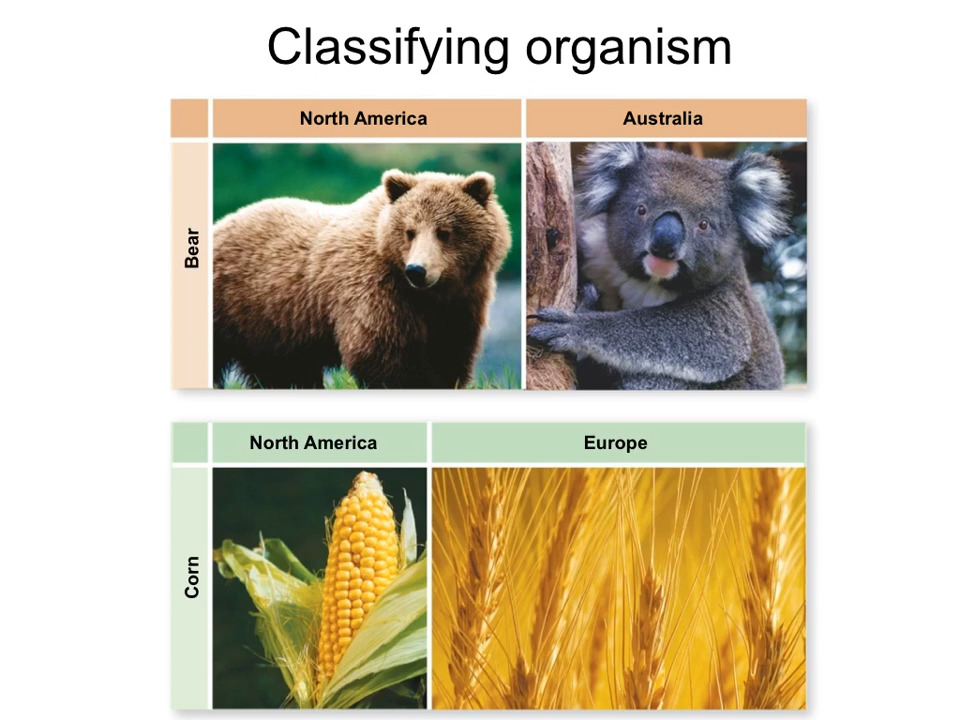 Classifying organism
North America
Australia
Bear
North America
Europe
Corn